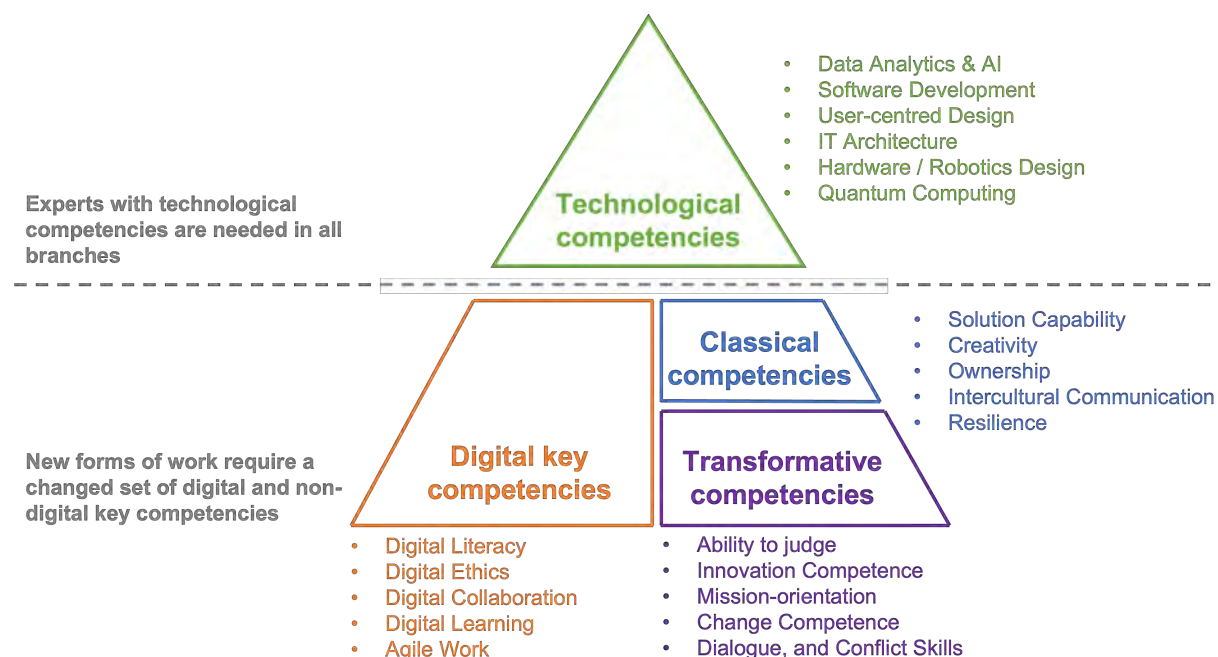 • Data Analytics & AI
• Software Development
• User-centred Design
• IT Architecture
• Hardware / Robotics Design
• Quantum Computing
Technological
competencies
Experts with technological
competencies are needed in all
branches
Classical
competencies
• Solution Capability
• Creativity
• Ownership
• Intercultural Communication
• Resilience
New forms of work require a
changed set of digital and non-
digital key competencies
Digital key
competencies
Transformative
competencies
• Digital Literacy
• Digital Ethics
• Digital Collaboration
• Digital Learning
• Agile Work
• Ability to judge
• Innovation Competence
• Mission-orientation
• Change Competence
• Dialogue, and Conflict Skills